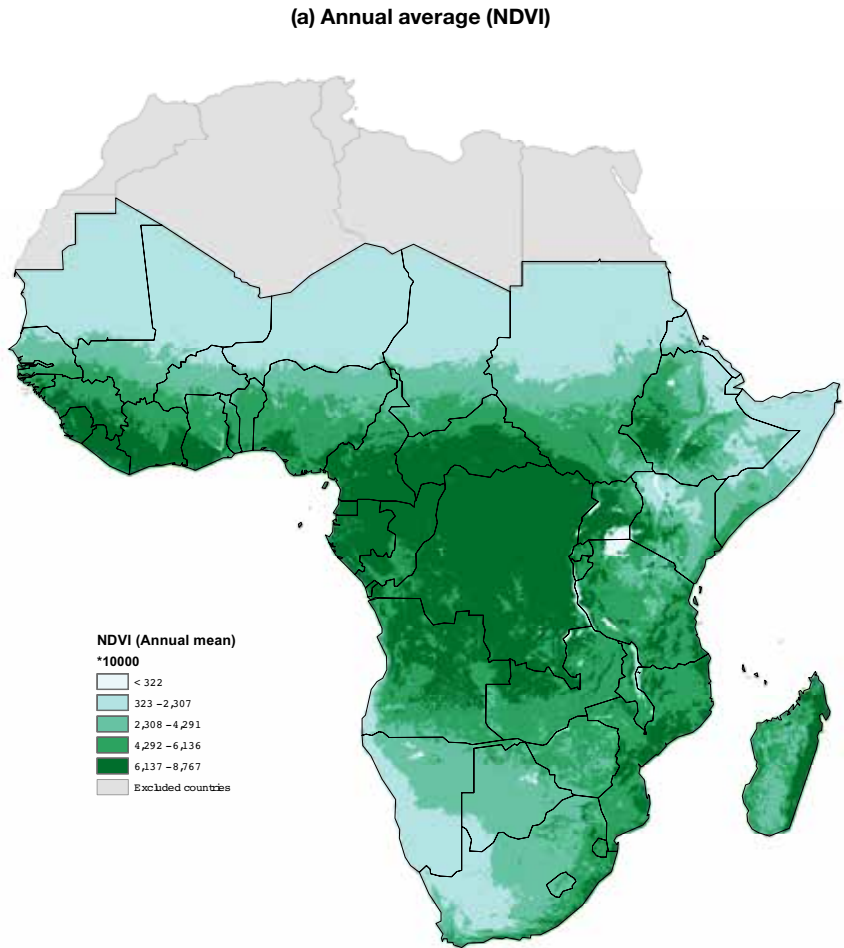 (a) Annual average (NDVI)
NDVI (Annual mean)
*10000
< 322
323 – 2,307
2,308 – 4,291
4,292 – 6,136
6,137 – 8,767
Excluded countries